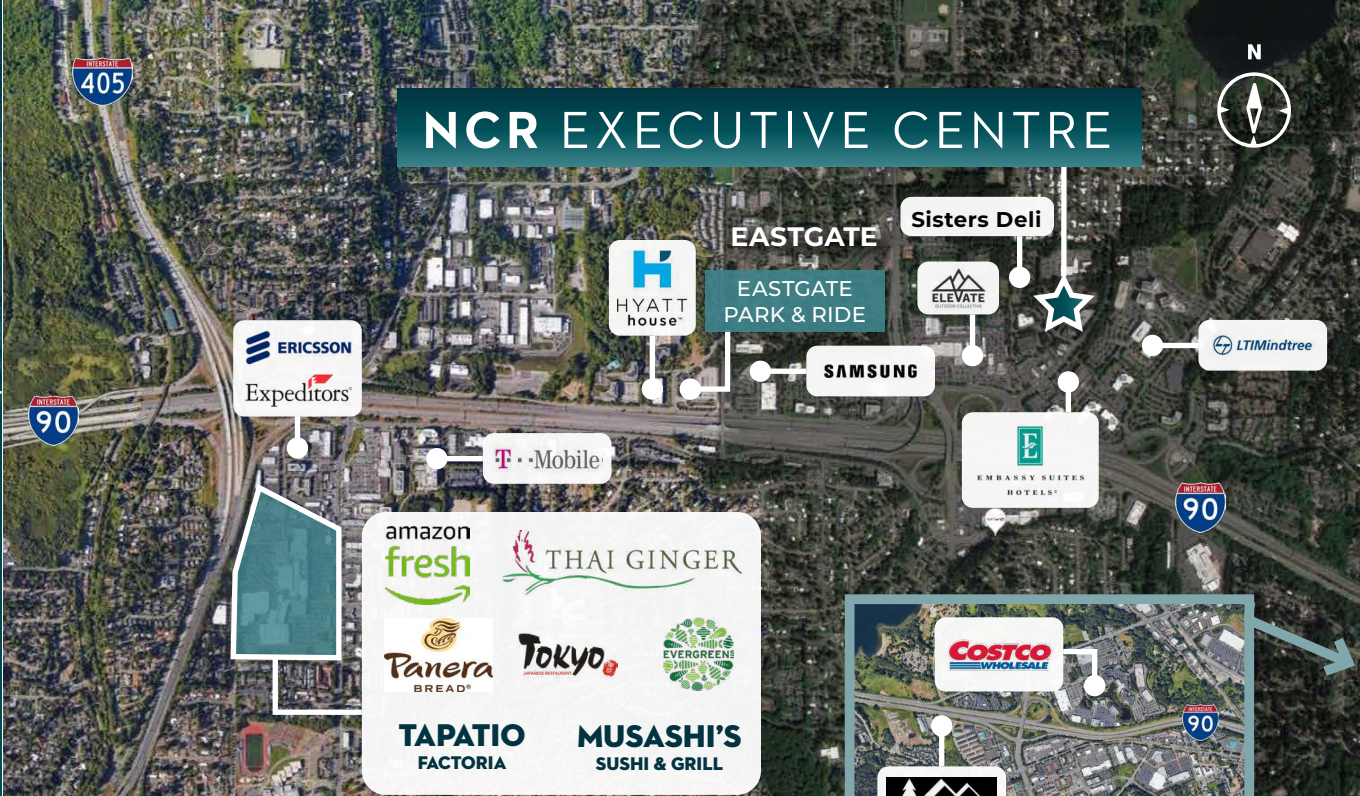 INTERSTATE
405
N
NCR EXECUTIVE CENTRE
Sisters Deli
EASTGATE
HYATT
house™
EASTGATE
PARK & RIDE
ELEVATE
OUTDOOR COLLECTIVE
ERICSSON
Expeditors®
LTIMindtree
SAMSUNG
INTERSTATE
90
T··Mobile
E
EMBASSY SUITES
HOTELS®
INTERSTATE
90
amazon
fresh
THAI GINGER
Panera
BREAD®
TOKYO
JAPANESE RESTAURANT
EVERGREENS
COSTCO
WHOLESALE
INTERSTATE
90
TAPATIO
FACTORIA
MUSASHI'S
SUSHI & GRILL